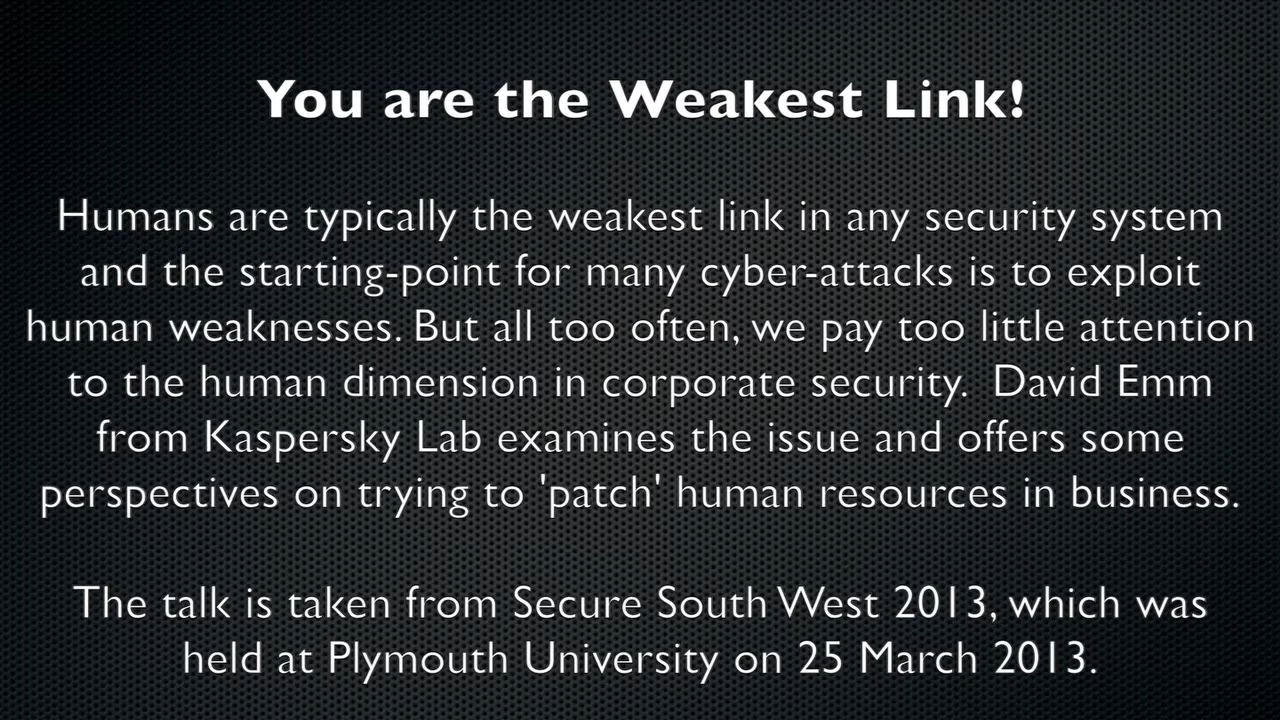 You are the Weakest Link!
Humans are typically the weakest link in any security system
and the starting-point for many cyber-attacks is to exploit
human weaknesses. But all too often, we pay too little attention
to the human dimension in corporate security.  David Emm
from Kaspersky Lab examines the issue and offers some
perspectives on trying to 'patch' human resources in business.
The talk is taken from Secure South West 2013, which was
held at Plymouth University on 25 March 2013.